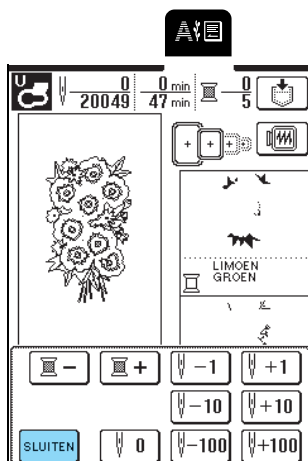 A
U
0 0 min 0
20049 47 min 5
LIMOEN
GROEN
− + −1 +1
−10 +10
SLUITEN 0 −100 +100